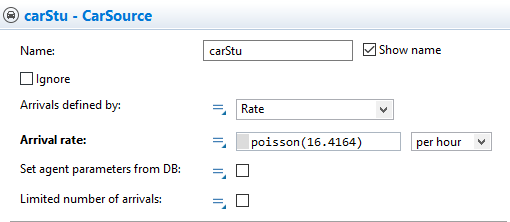 carStu - CarSource
Name: carStu Show name
Ignore
Arrivals defined by: Rate
Arrival rate: poisson(16.4164) per hour
Set agent parameters from DB:
Limited number of arrivals: